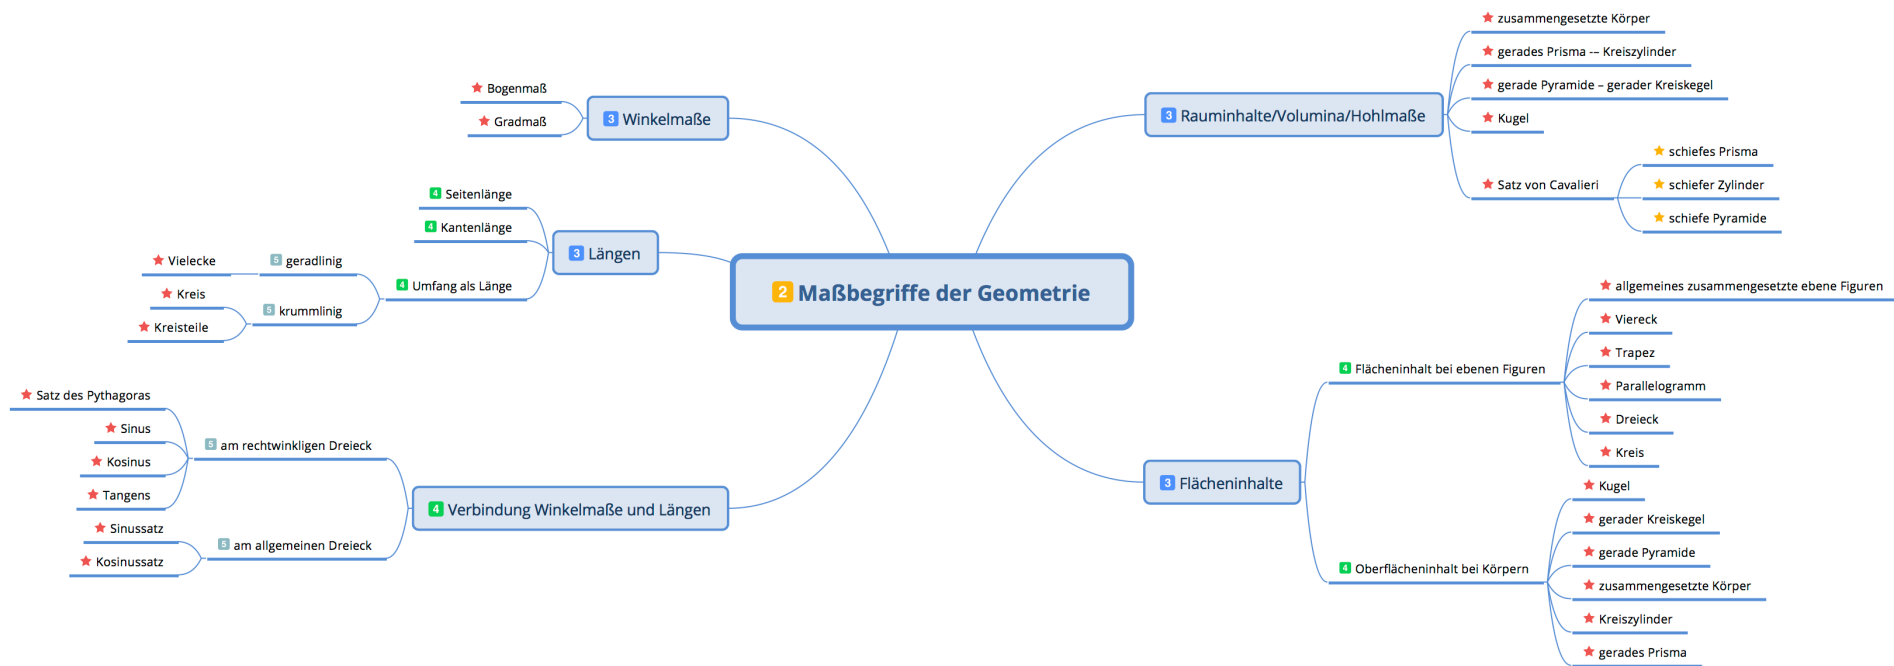 2 Maßbegriffe der Geometrie
3 Winkelmaße
Bogenmaß
Gradmaß
3 Längen
4 Seitenlänge
4 Kantenlänge
4 Umfang als Länge
5 geradlinig
Vielecke
5 krummlinig
Kreis
Kreisteile
4 Verbindung Winkelmaße und Längen
5 am rechtwinkligen Dreieck
Satz des Pythagoras
Sinus
Kosinus
Tangens
5 am allgemeinen Dreieck
Sinussatz
Kosinussatz
3 Rauminhalte/Volumina/Hohlmaße
zusammengesetzte Körper
gerades Prisma -– Kreiszylinder
gerade Pyramide – gerader Kreiskegel
Kugel
Satz von Cavalieri
schiefes Prisma
schiefer Zylinder
schiefe Pyramide
3 Flächeninhalte
4 Flächeninhalt bei ebenen Figuren
allgemeines zusammengesetzte ebene Figuren
Viereck
Trapez
Parallelogramm
Dreieck
Kreis
4 Oberflächeninhalt bei Körpern
Kugel
gerader Kreiskegel
gerade Pyramide
zusammengesetzte Körper
Kreiszylinder
gerades Prisma